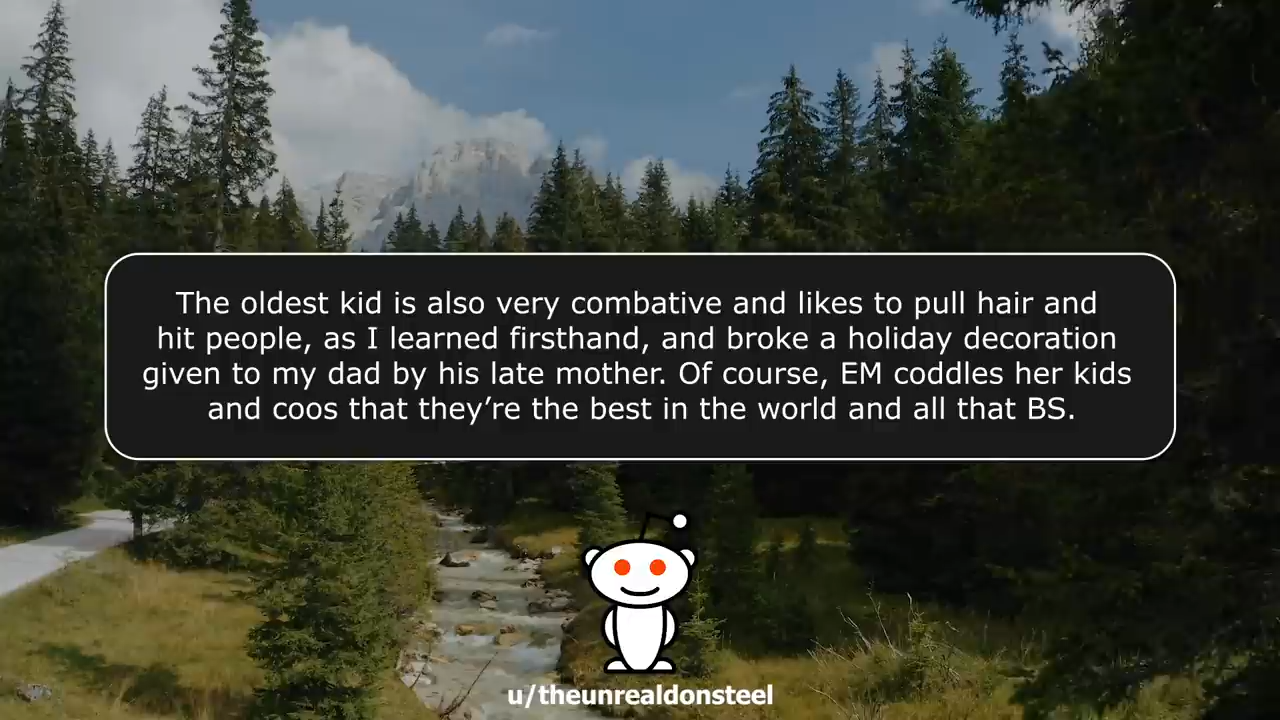 The oldest kid is also very combative and likes to pull hair and
hit people, as I learned firsthand, and broke a holiday decoration
given to my dad by his late mother. Of course, EM coddles her kids
and coos that they’re the best in the world and all that BS.
u/theunrealdonsteel